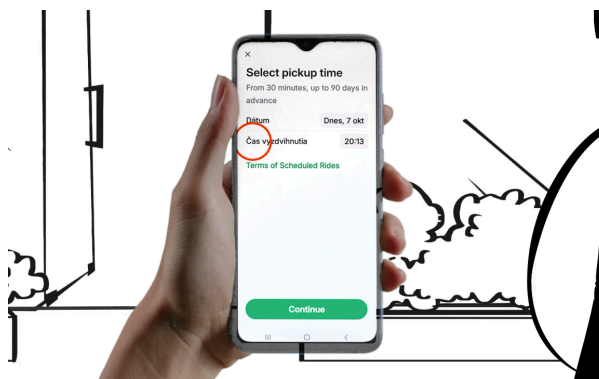 Select pickup time
From 30 minutes, up to 90 days in
advance
Dátum Dnes, 7 okt
Čas vyzdvihnutia 20:13
Terms of Scheduled Rides
Continue